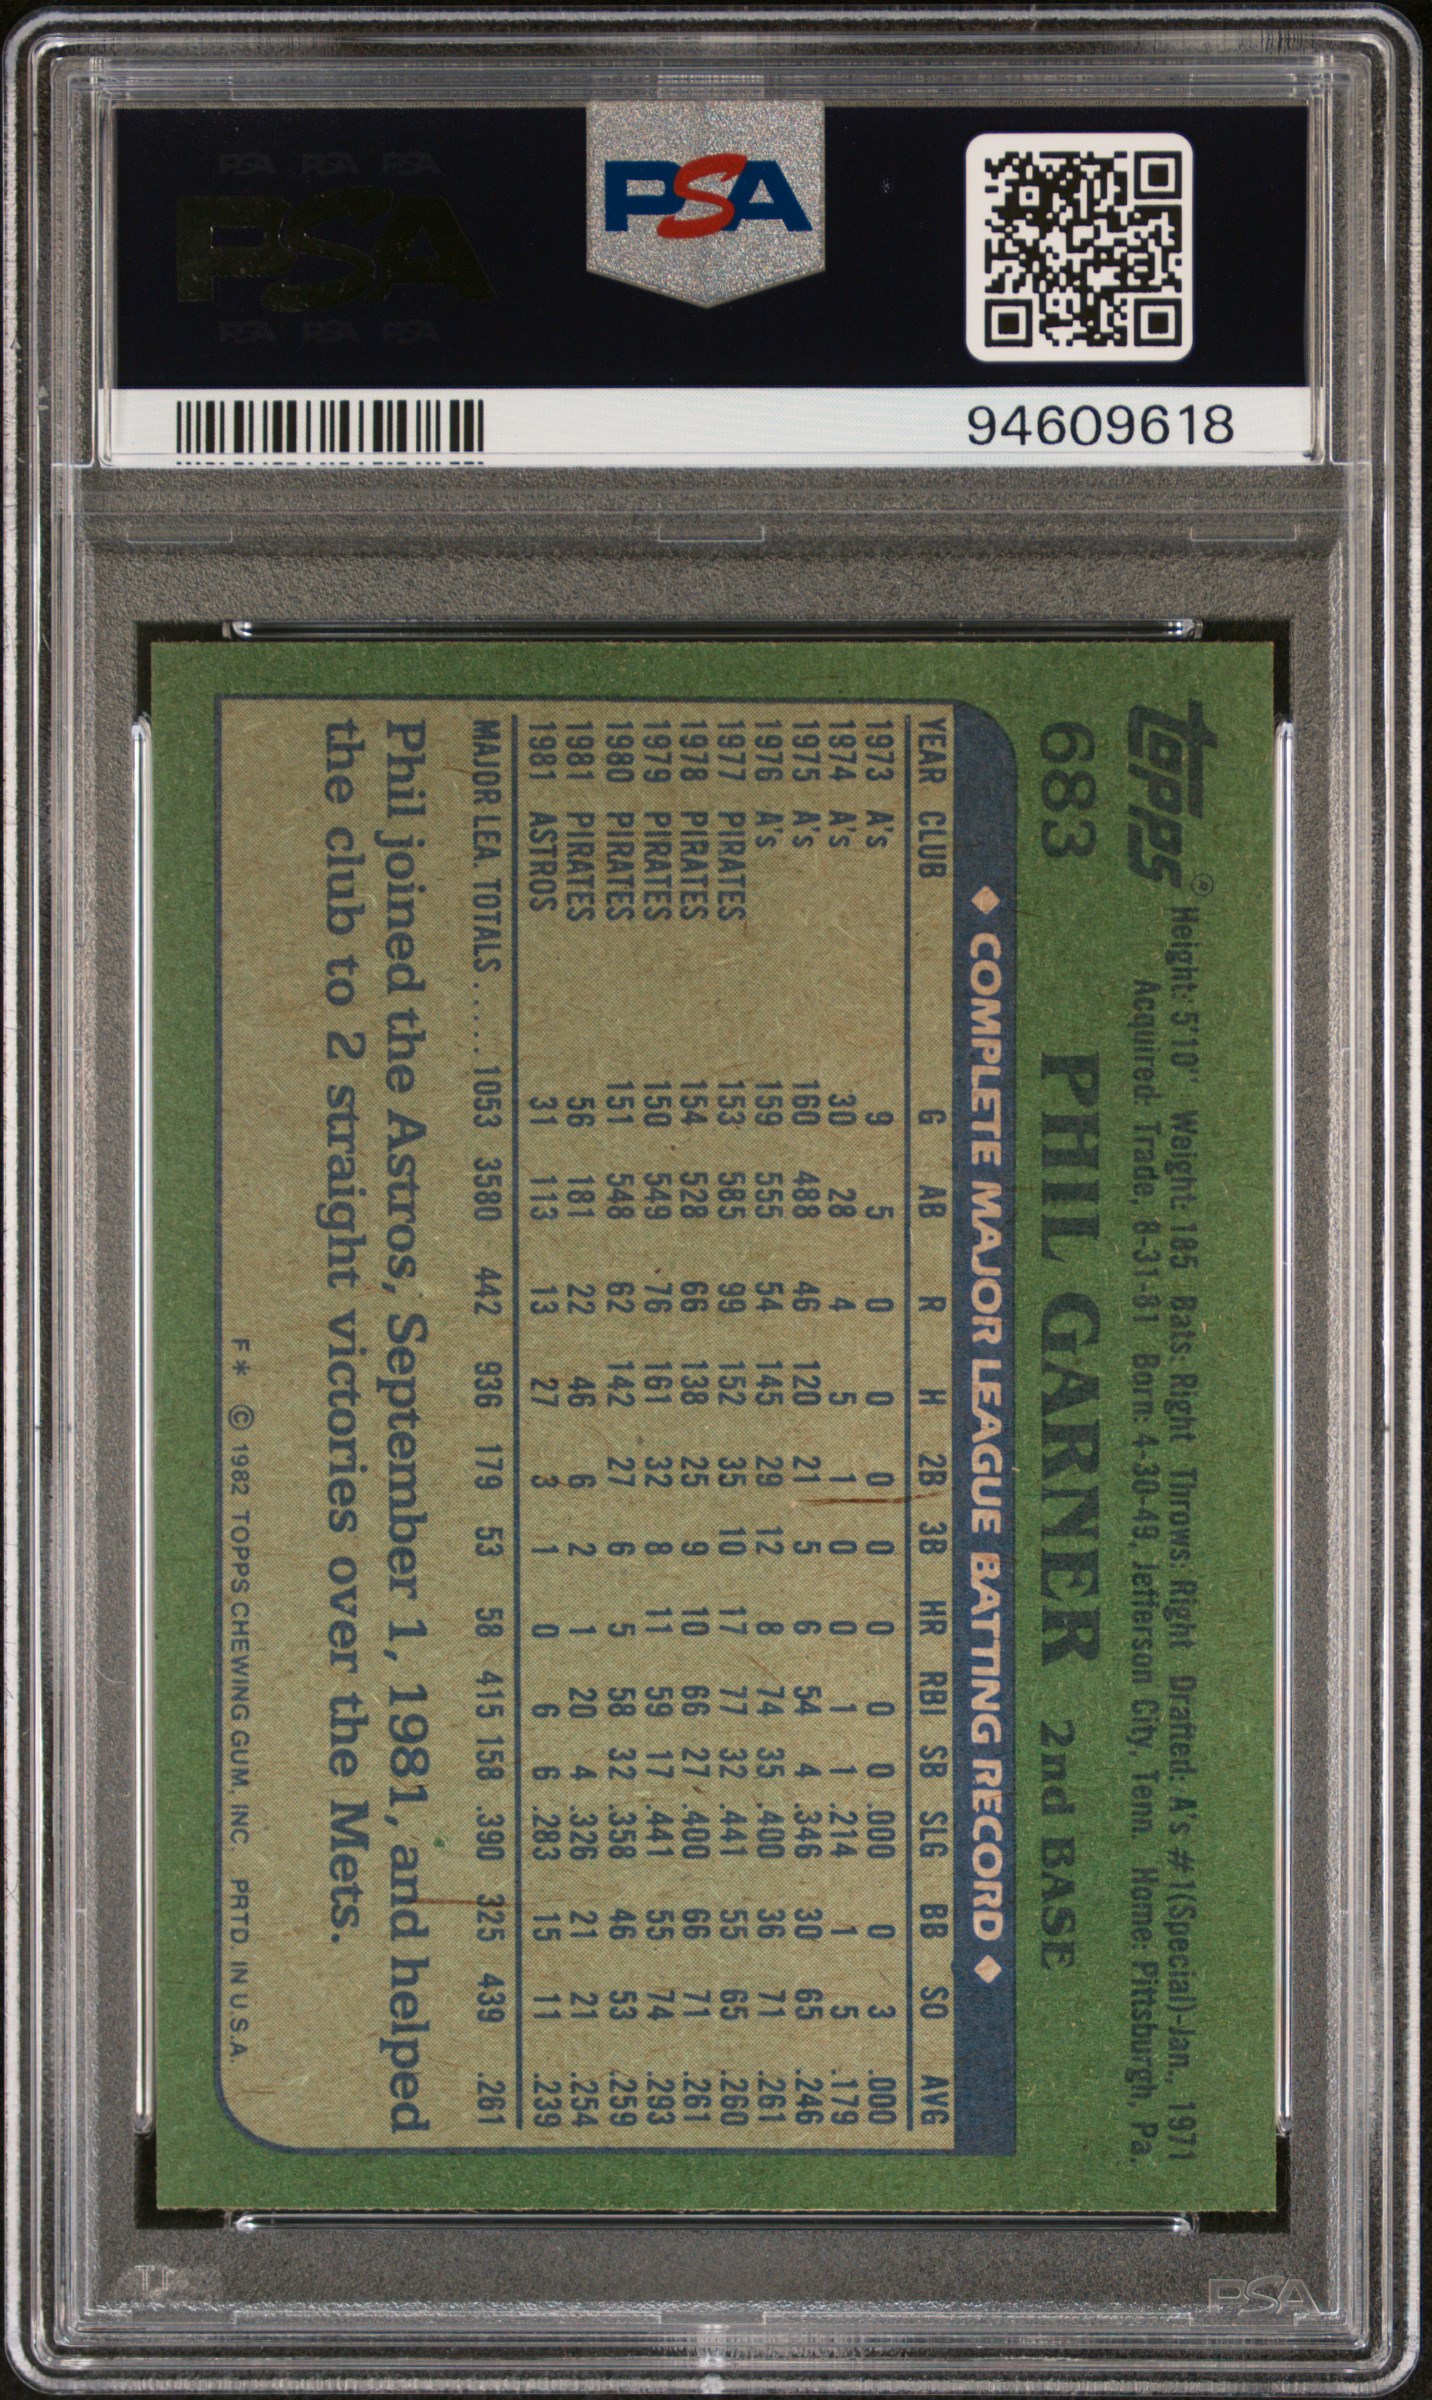 PSA PSA PSA
PSA
PSA PSA PSA
PSA
94609618
topps® Height: 5'10" Weight: 185 Bats: Right Throws: Right Drafted: A's #1(Special)-Jan., 1971
Acquired: Trade, 8-31-81 Born: 4-30-49, Jefferson City, Tenn. Home: Pittsburgh, Pa.
683 PHIL GARNER 2nd BASE
◆ COMPLETE MAJOR LEAGUE BATTING RECORD ◆
YEAR CLUB G AB R H 2B 3B HR RBI SB SLG BB SO AVG
1973 A's 9 5 0 0 0 0 0 0 0 .000 0 3 .000
1974 A's 30 28 4 5 1 0 0 1 1 .214 1 5 .179
1975 A's 160 488 46 120 21 5 6 54 4 .346 30 65 .246
1976 A's 159 555 54 145 29 12 8 74 35 .400 36 71 .261
1977 PIRATES 153 585 99 152 35 10 17 77 32 .441 55 65 .260
1978 PIRATES 154 528 66 138 25 9 10 66 27 .400 66 71 .261
1979 PIRATES 150 549 76 161 32 8 11 59 17 .441 55 74 .293
1980 PIRATES 151 548 62 142 27 6 5 58 32 .358 46 53 .259
1981 PIRATES 56 181 22 46 6 2 1 20 4 .326 21 21 .254
1981 ASTROS 31 113 13 27 3 1 0 6 6 .283 15 11 .239
MAJOR LEA. TOTALS..... 1053 3580 442 936 179 53 58 415 158 .390 325 439 .261
Phil joined the Astros, September 1, 1981, and helped
the club to 2 straight victories over the Mets.
F* © 1982 TOPPS CHEWING GUM, INC. PRTD. IN U.S.A.
PSA